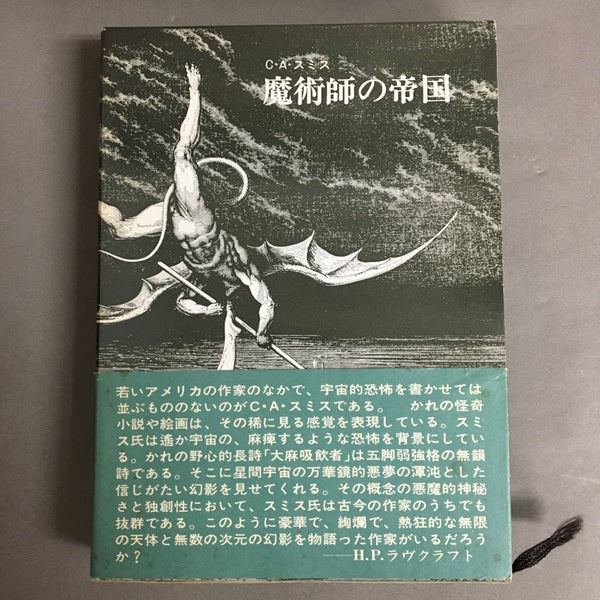 C・A・スミス
魔術師の帝国
若いアメリカの作家のなかで、宇宙的恐怖を書かせては
並ぶもののないのがC・A・スミスである。　かれの怪奇
小説や絵画は、その稀に見る感覚を表現している。スミ
ス氏は遙か宇宙の、麻痺するような恐怖を背景にしてい
る。かれの野心的長詩「大麻吸飲者」は五脚弱強格の無韻
詩である。そこに星間宇宙の万華鏡的悪夢の渾沌とした
信じがたい幻影を見せてくれる。その概念の悪魔的神秘
さと独創性において、スミス氏は古今の作家のうちでも
抜群である。このように豪華で、絢爛で、熱狂的な無限
の天体と無数の次元の幻影を物語った作家がいるだろう
か？　――H.P.ラヴクラフト